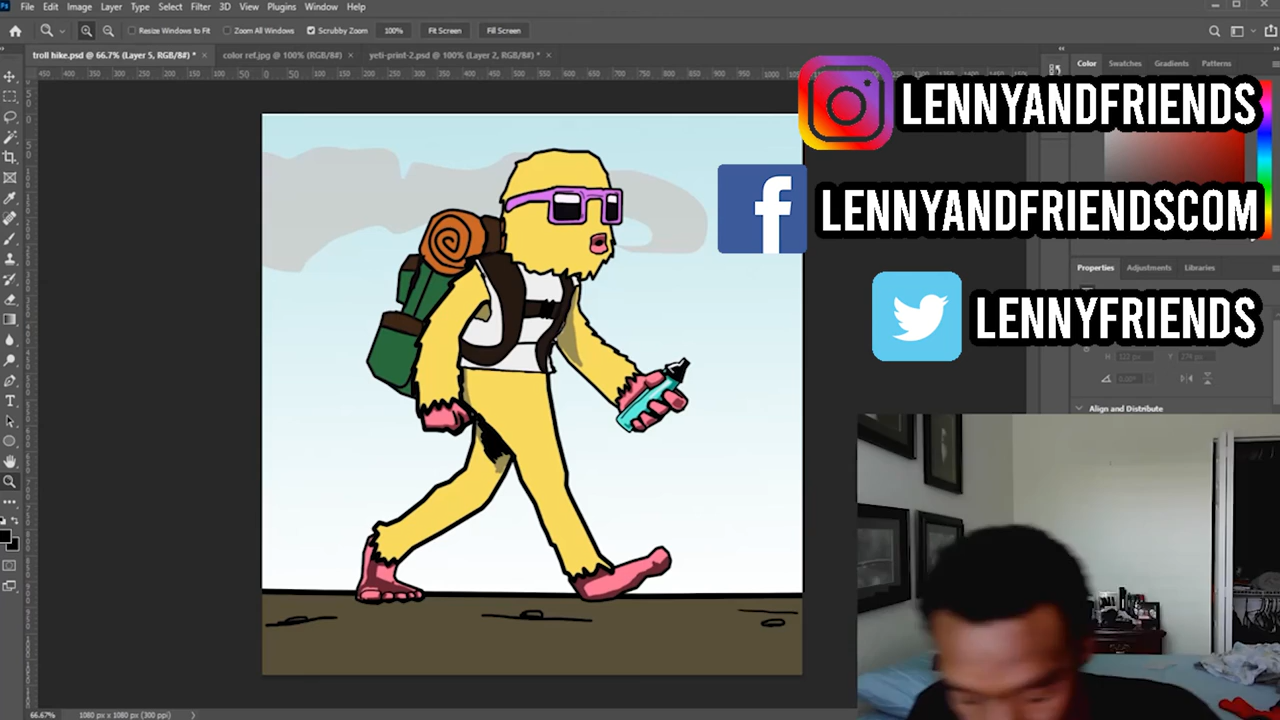 File Edit Image Layer Type Select Filter 3D View Plugins Window Help
Resize Windows to Fit Zoom All Windows Scrubby Zoom 100% Fit Screen Fill Screen
troll hike.psd @ 66.7% (Layer 5, RGB/8#) * color ref.jpg @ 100% (RGB/8#) yeti-print-2.psd @ 100% (Layer 2, RGB/8#) *
Color Swatches Gradients Patterns
LENNYANDFRIENDS
LENNYANDFRIENDSCOM
Properties Adjustments Libraries
LENNYFRIENDS
Align and Distribute
66.67% 1080 px x 1080 px (300 ppi)